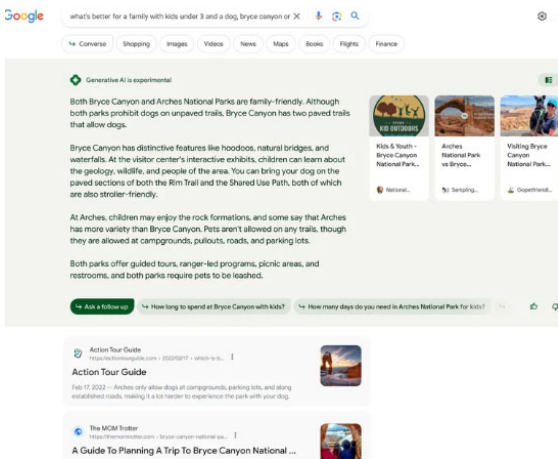 Google
what's better for a family with kids under 3 and a dog, bryce canyon or
Converse
Shopping
Images
Videos
News
Maps
Books
Flights
Finance
Generative AI is experimental
Both Bryce Canyon and Arches National Parks are family-friendly. Although
both parks prohibit dogs on unpaved trails, Bryce Canyon has two paved trails
that allow dogs.
Bryce Canyon has distinctive features like hoodoos, natural bridges, and
waterfalls. At the visitor center's interactive exhibits, children can learn about
the geology, wildlife, and people of the area. You can bring your dog on the
paved sections of both the Rim Trail and the Shared Use Path, both of which
are also stroller-friendly.
At Arches, children may enjoy the rock formations, and some say that Arches
has more variety than Bryce Canyon. Pets aren't allowed on any trails, though
they are allowed at campgrounds, pullouts, roads, and parking lots.
Both parks offer guided tours, ranger-led programs, picnic areas, and
restrooms, and both parks require pets to be leashed.
KID OUTDOORS
Kids & Youth -
Bryce Canyon
National Park...
National...
Arches
National Park
vs Bryce...
Sampling...
Visiting Bryce
Canyon
National Park...
Gopetfriendl...
Ask a follow up
How long to spend at Bryce Canyon with kids?
How many days do you need in Arches National Park for kids?
Action Tour Guide
Action Tour Guide
Feb 17, 2022 — Arches only allow dogs at campgrounds, parking lots, and along
established roads, making it a lot harder to experience the park with your dog.
The MOM Trotter
A Guide To Planning A Trip To Bryce Canyon National ...